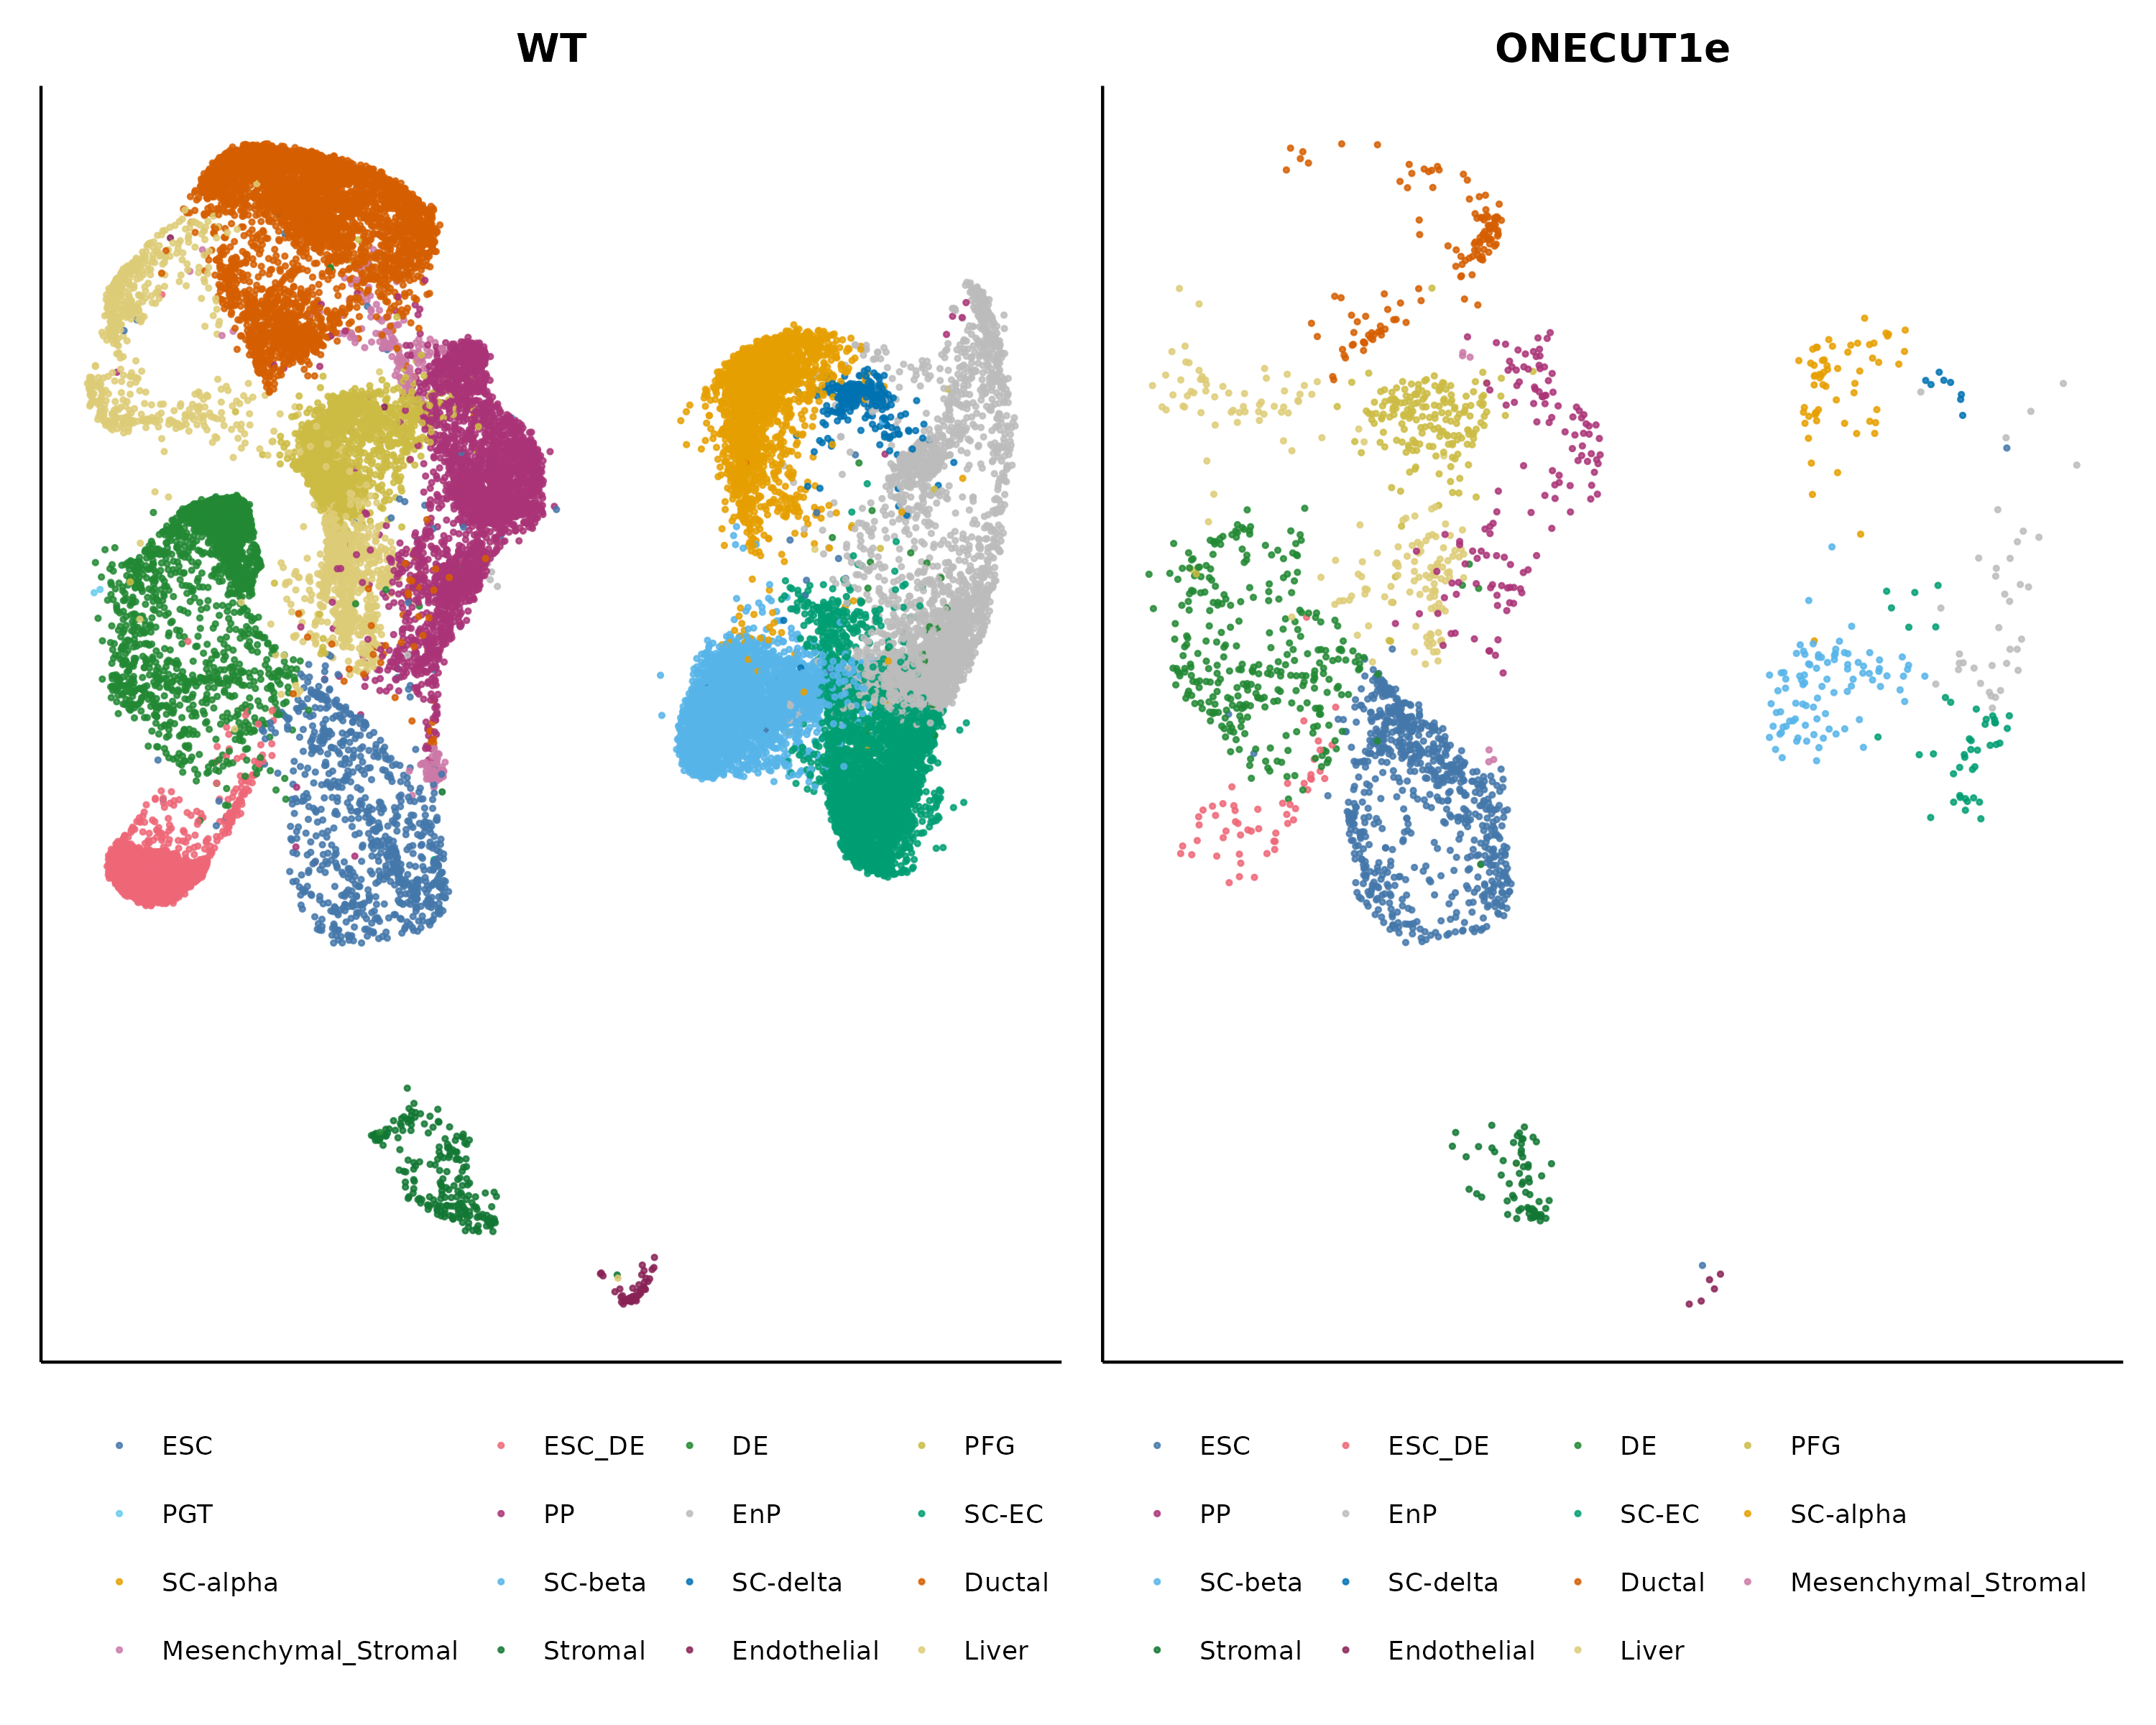 WT
ONECUT1e
ESC ESC_DE DE PFG
PGT PP EnP SC-EC
SC-alpha SC-beta SC-delta Ductal
Mesenchymal_Stromal Stromal Endothelial Liver
ESC ESC_DE DE PFG
PP EnP SC-EC SC-alpha
SC-beta SC-delta Ductal Mesenchymal_Stromal
Stromal Endothelial Liver